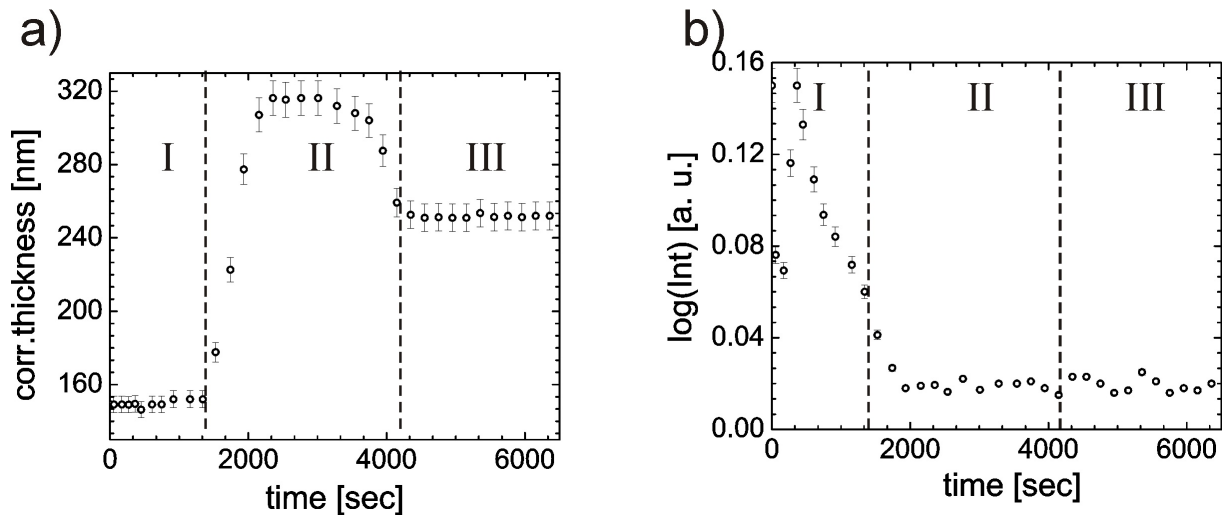 a)
320
280
240
200
160
corr.thickness [nm]
I
II
III
0
2000
4000
6000
time [sec]
b)
0.16
0.12
0.08
0.04
0.00
log(Int) [a. u.]
I
II
III
0
2000
4000
6000
time [sec]